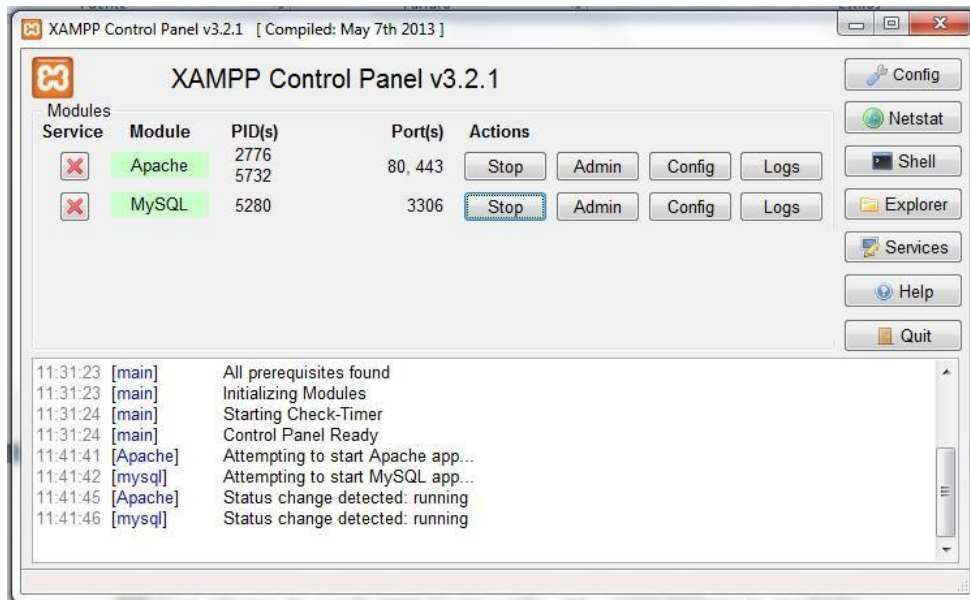 XAMPP Control Panel v3.2.1 [ Compiled: May 7th 2013 ]
XAMPP Control Panel v3.2.1
Config
Netstat
Shell
Explorer
Services
Help
Quit
Modules
Service Module PID(s) Port(s) Actions
Apache 2776 5732 80, 443 Stop Admin Config Logs
MySQL 5280 3306 Stop Admin Config Logs
11:31:23 [main] All prerequisites found
11:31:23 [main] Initializing Modules
11:31:24 [main] Starting Check-Timer
11:31:24 [main] Control Panel Ready
11:41:41 [Apache] Attempting to start Apache app...
11:41:42 [mysql] Attempting to start MySQL app...
11:41:45 [Apache] Status change detected: running
11:41:46 [mysql] Status change detected: running